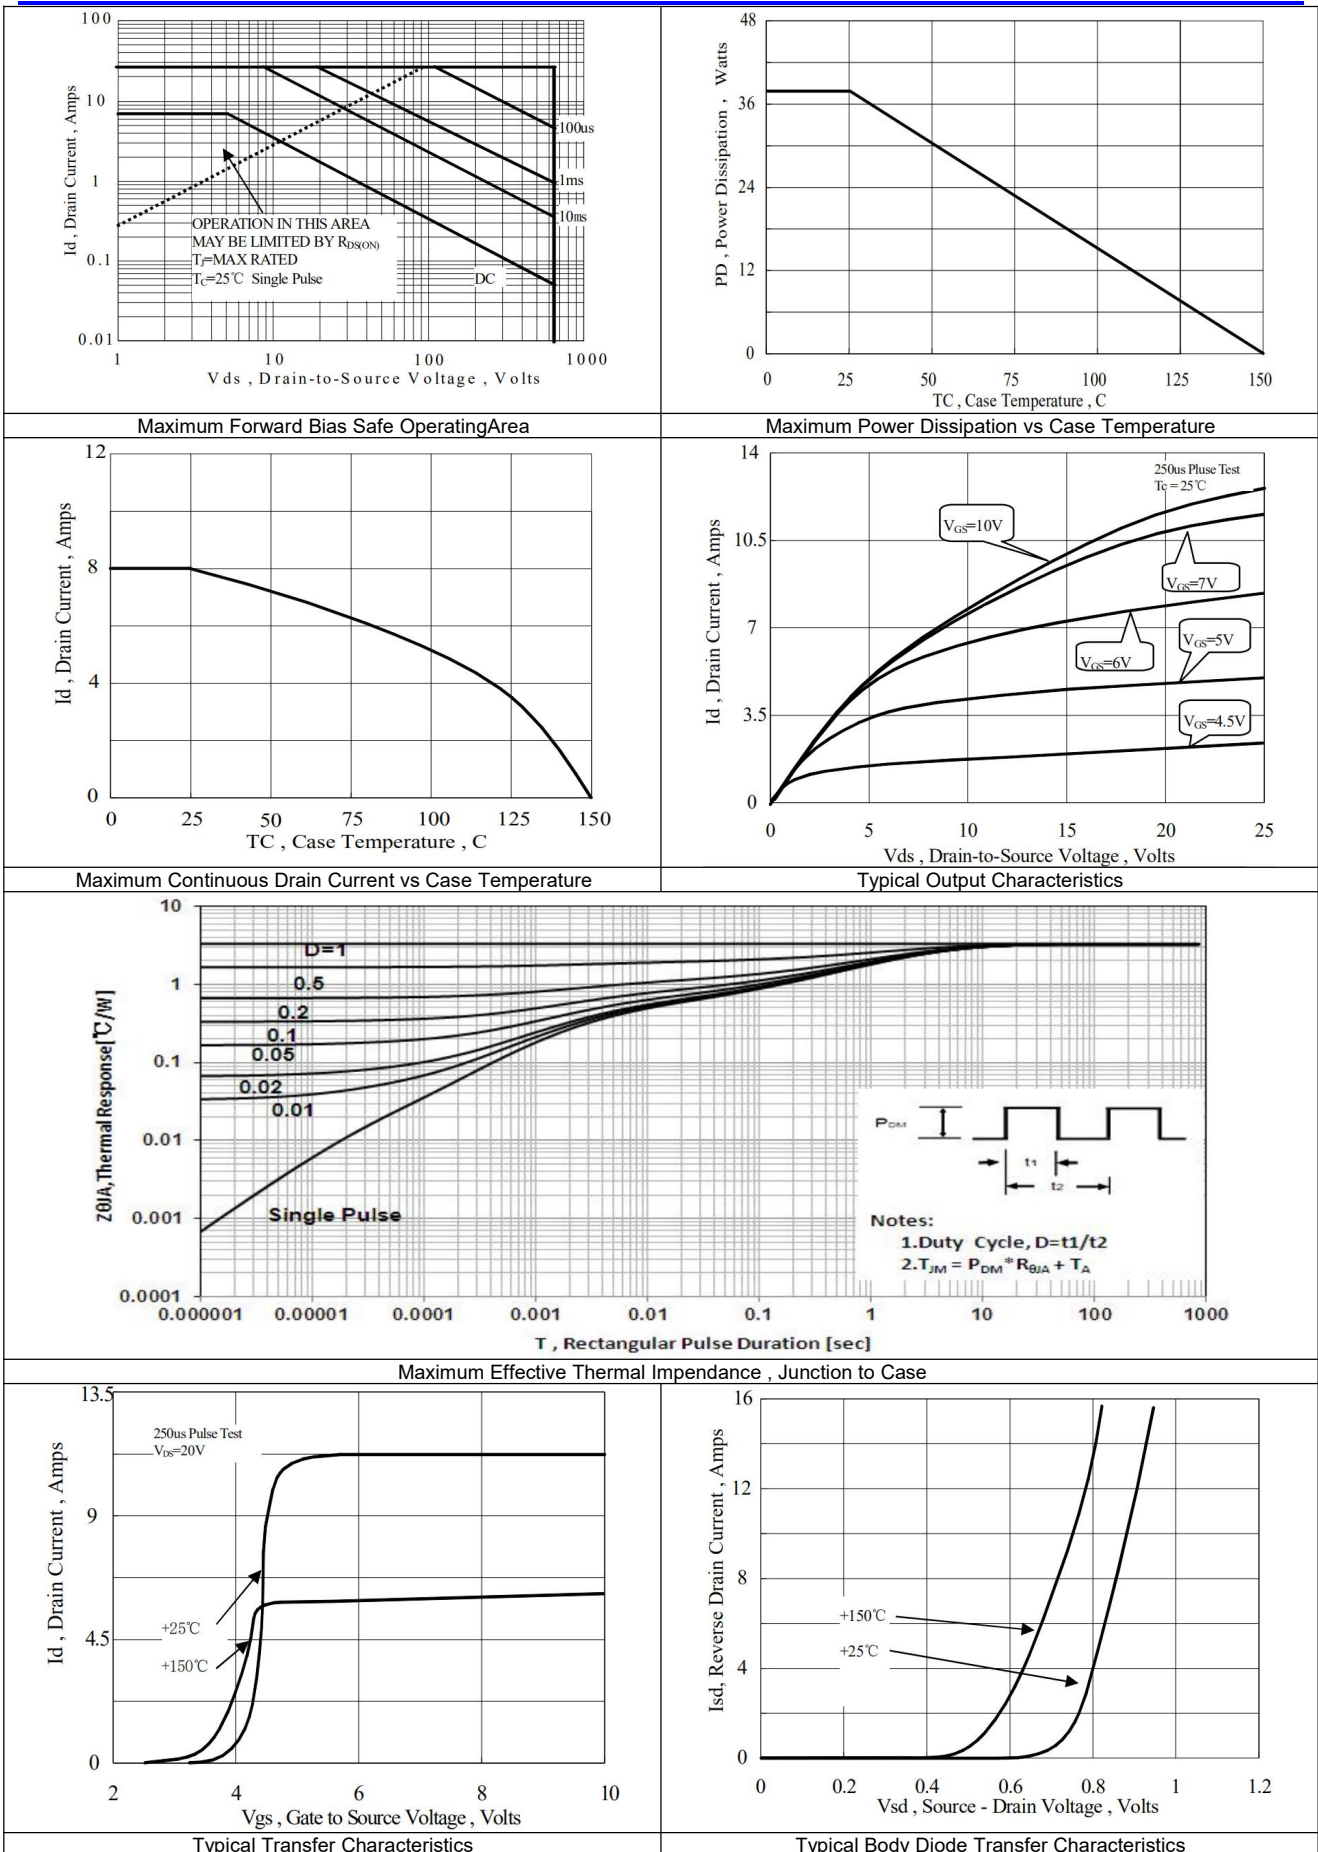 100
10
1
0.1
0.01
Id , Drain Current , Amps
100us
1ms
10ms
DC
OPERATION IN THIS AREA
MAY BE LIMITED BY RDS(ON)
TJ=MAX RATED
TC=25℃ Single Pulse
1 10 100 1000
Vds , Drain-to-Source Voltage , Volts
Maximum Forward Bias Safe OperatingArea
48
36
24
12
0
PD , Power Dissipation , Watts
0 25 50 75 100 125 150
TC , Case Temperature , C
Maximum Power Dissipation vs Case Temperature
12
8
4
0
Id , Drain Current , Amps
0 25 50 75 100 125 150
TC , Case Temperature , C
Maximum Continuous Drain Current vs Case Temperature
14
10.5
7
3.5
0
Id , Drain Current , Amps
250us Pluse Test
Tc = 25℃
VGS=10V
VGS=7V
VGS=6V
VGS=5V
VGS=4.5V
0 5 10 15 20 25
Vds , Drain-to-Source Voltage , Volts
Typical Output Characteristics
10
1
0.1
0.01
0.001
0.0001
ZθJA,Thermal Response[℃/W]
D=1
0.5
0.2
0.1
0.05
0.02
0.01
Single Pulse
PDM
t1
t2
Notes:
1.Duty Cycle, D=t1/t2
2.TJM = PDM*RθJA + TA
0.000001 0.00001 0.0001 0.001 0.01 0.1 1 10 100 1000
T , Rectangular Pulse Duration [sec]
Maximum Effective Thermal Impendance , Junction to Case
13.5
9
4.5
0
Id , Drain Current , Amps
250us Pulse Test
VDS=20V
+25℃
+150℃
2 4 6 8 10
Vgs , Gate to Source Voltage , Volts
Typical Transfer Characteristics
16
12
8
4
0
Isd, Reverse Drain Current , Amps
+150℃
+25℃
0 0.2 0.4 0.6 0.8 1 1.2
Vsd , Source - Drain Voltage , Volts
Typical Body Diode Transfer Characteristics